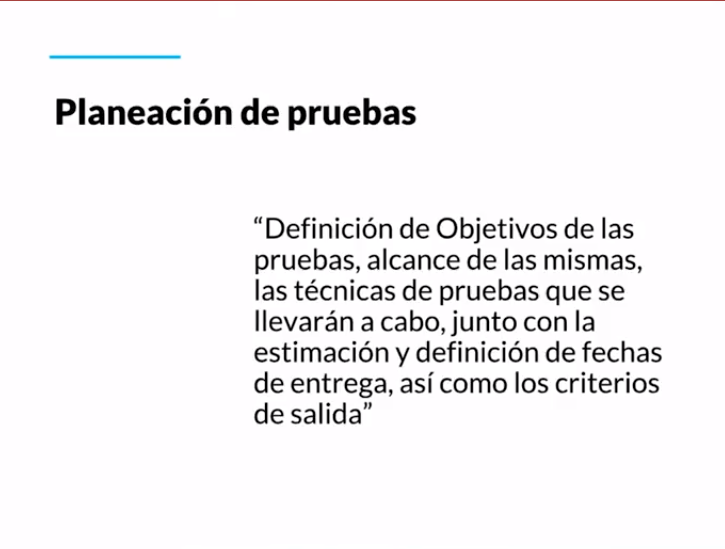 Planeación de pruebas
“Definición de Objetivos de las
pruebas, alcance de las mismas,
las técnicas de pruebas que se
llevarán a cabo, junto con la
estimación y definición de fechas
de entrega, así como los criterios
de salida”